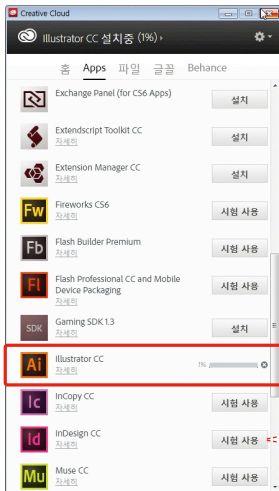 Creative Cloud
Illustrator CC 설치중 (1%)
홈 Apps 파일 글꼴 Behance
Exchange Panel (for CS6 Apps)
자세히
설치
Extendscript Toolkit CC
자세히
설치
Extension Manager CC
자세히
설치
Fw
Fireworks CS6
자세히
시험 사용
Fb
Flash Builder Premium
자세히
시험 사용
Fl
Flash Professional CC and Mobile
Device Packaging
자세히
시험 사용
SDK
Gaming SDK 1.3
자세히
설치
Ai
Illustrator CC
자세히
1%
Ic
InCopy CC
자세히
시험 사용
Id
InDesign CC
자세히
시험 사용
Mu
Muse CC
자세히
시험 사용